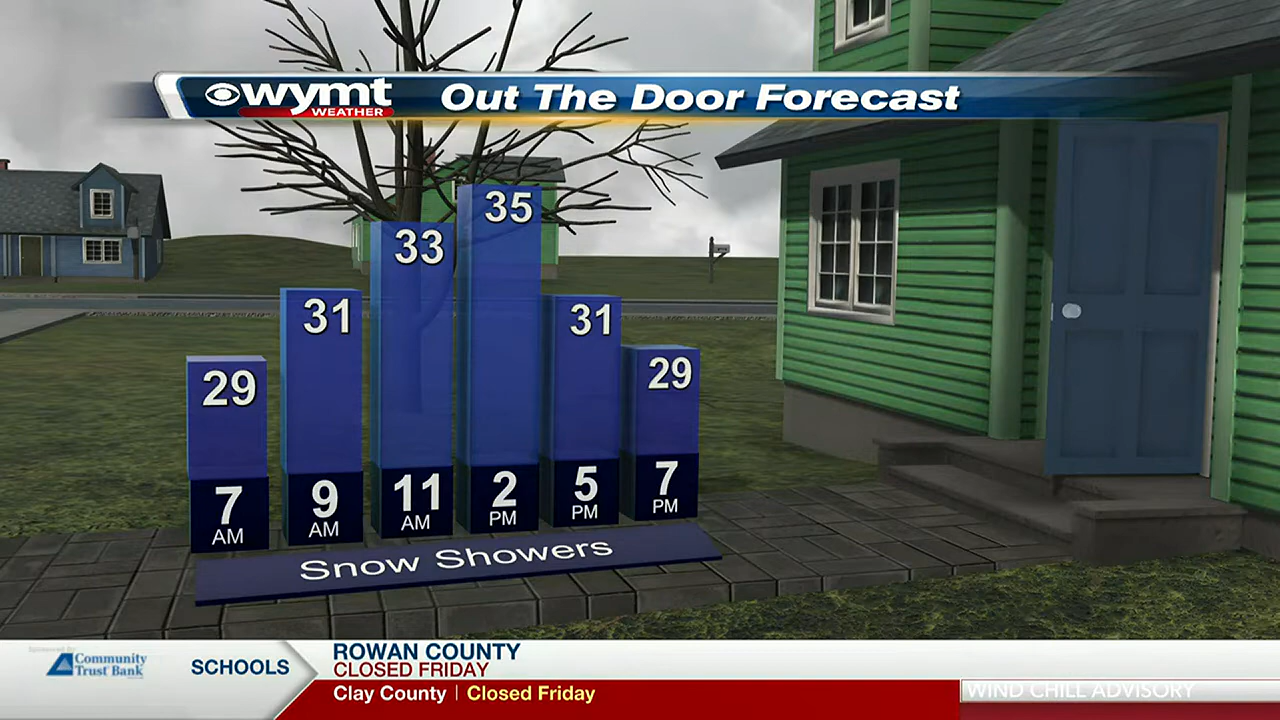 wymt
WEATHER
Out The Door Forecast
29
31
33
35
31
29
7
AM
9
AM
11
AM
2
PM
5
PM
7
PM
Snow Showers
Sponsored By
Community
Trust Bank
SCHOOLS
ROWAN COUNTY
CLOSED FRIDAY
Clay County | Closed Friday
WIND CHILL ADVISORY